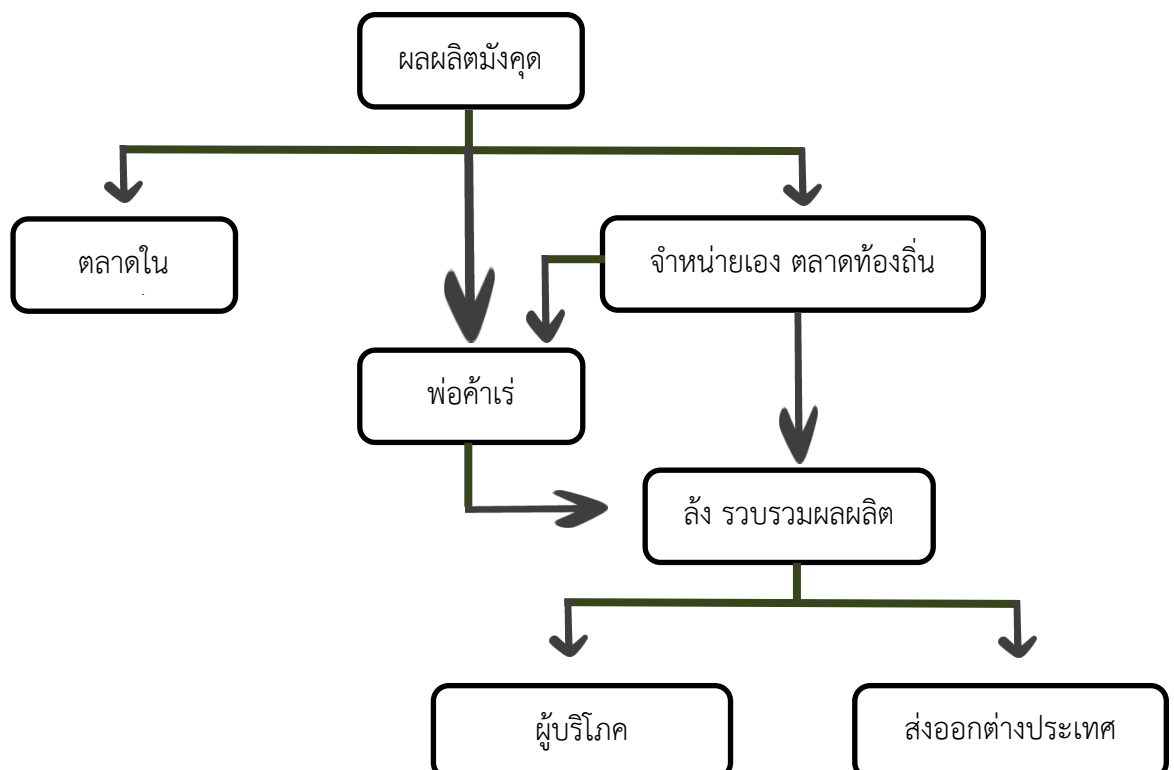 ผลผลิตมังคุด
ตลาดใน
จำหน่ายเอง ตลาดท้องถิ่น
พ่อค้าเร่
ล้ง รวบรวมผลผลิต
ผู้บริโภค
ส่งออกต่างประเทศ